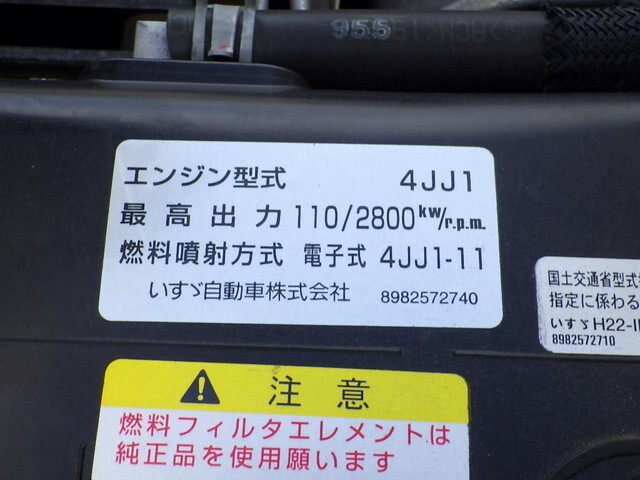 955
エンジン型式 4JJ1
最高出力 110/2800kw/r.p.m.
燃料噴射方式 電子式 4JJ1-11
いすゞ自動車株式会社 8982572740
国土交通省型式
指定に係わる
いすゞH22-
8982572710
注意
燃料フィルタエレメントは
純正品を使用願います